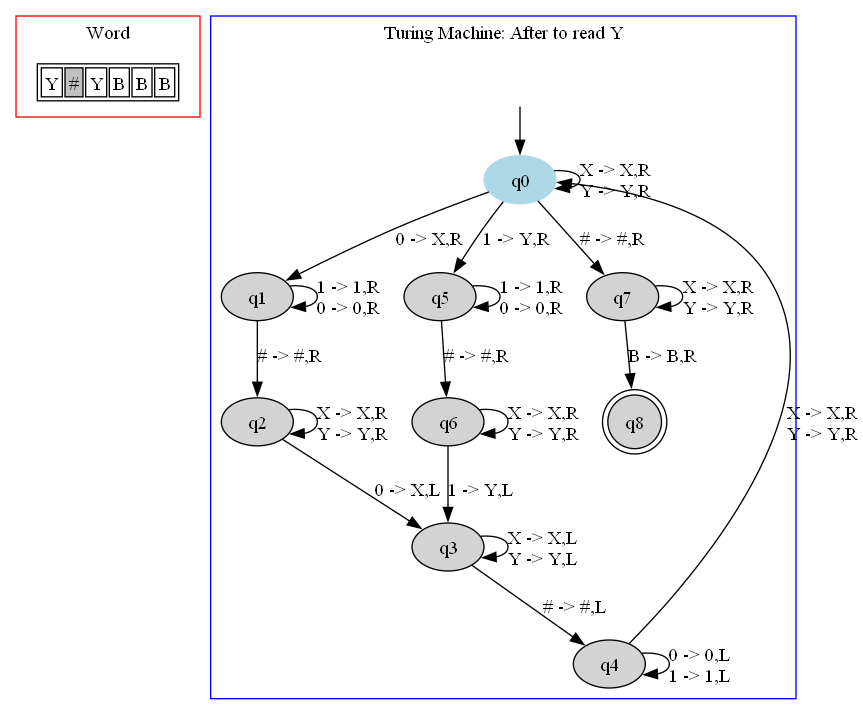 Word
Y # Y B B B
Turing Machine: After to read Y
q0
X -> X,R
Y -> Y,R
0 -> X,R
1 -> Y,R
# -> #,R
q1
1 -> 1,R
0 -> 0,R
q5
1 -> 1,R
0 -> 0,R
q7
X -> X,R
Y -> Y,R
# -> #,R
# -> #,R
B -> B,R
q2
X -> X,R
Y -> Y,R
q6
X -> X,R
Y -> Y,R
q8
X -> X,R
Y -> Y,R
0 -> X,L
1 -> Y,L
q3
X -> X,L
Y -> Y,L
# -> #,L
q4
0 -> 0,L
1 -> 1,L